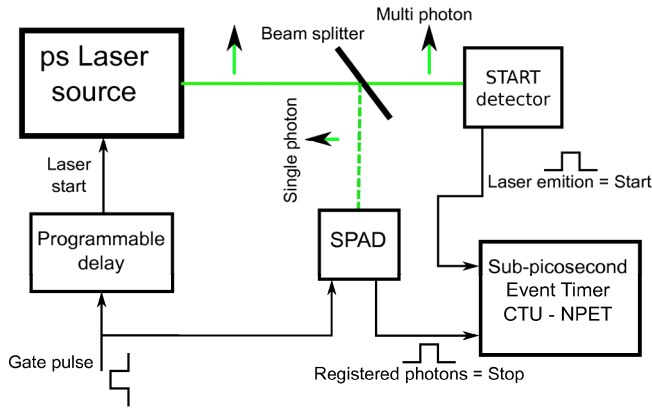 ps Laser
source
Beam splitter
Multi photon
START
detector
Single photon
Laser
start
Laser emition = Start
Programmable
delay
SPAD
Sub-picosecond
Event Timer
CTU - NPET
Gate pulse
Registered photons = Stop